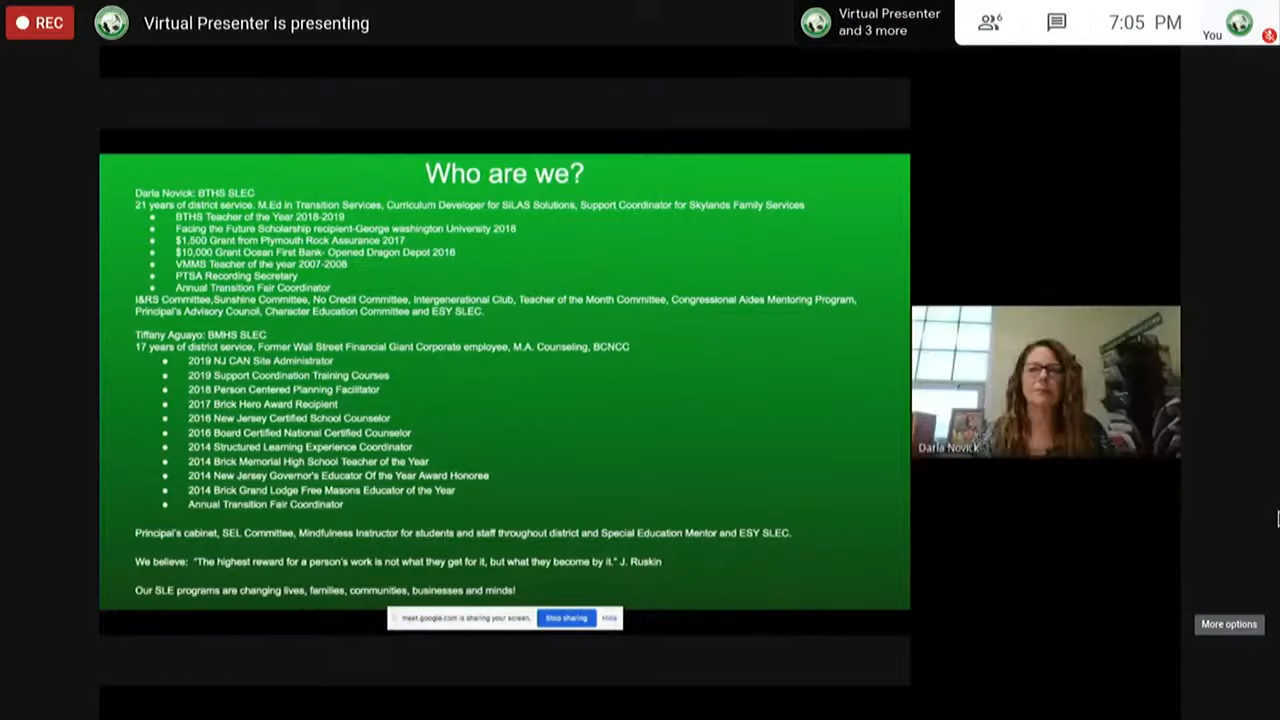 REC
Virtual Presenter is presenting
Virtual Presenter
and 3 more
6
7:05 PM
You
Who are we?
Darla Novick: BTHS SLEC
21 years of district service. M.Ed in Transition Services, Curriculum Developer for SiLAS Solutions, Support Coordinator for Skylands Family Services
● BTHS Teacher of the Year 2018-2019
● Facing the Future Scholarship recipient-George washington University 2018
● $1,500 Grant from Plymouth Rock Assurance 2017
● $10,000 Grant Ocean First Bank- Opened Dragon Depot 2016
● VMMS Teacher of the year 2007-2008
● PTSA Recording Secretary
● Annual Transition Fair Coordinator
I&RS Committee,Sunshine Committee, No Credit Committee, Intergenerational Club, Teacher of the Month Committee, Congressional Aides Mentoring Program,
Principal's Advisory Council, Character Education Committee and ESY SLEC.
Tiffany Aguayo: BMHS SLEC
17 years of district service, Former Wall Street Financial Giant Corporate employee, M.A. Counseling, BCNCC
● 2019 NJ CAN Site Administrator
● 2019 Support Coordination Training Courses
● 2018 Person Centered Planning Facilitator
● 2017 Brick Hero Award Recipient
● 2016 New Jersey Certified School Counselor
● 2016 Board Certified National Certified Counselor
● 2014 Structured Learning Experience Coordinator
● 2014 Brick Memorial High School Teacher of the Year
● 2014 New Jersey Governor's Educator Of the Year Award Honoree
● 2014 Brick Grand Lodge Free Masons Educator of the Year
● Annual Transition Fair Coordinator
Principal's cabinet, SEL Committee, Mindfulness Instructor for students and staff throughout district and Special Education Mentor and ESY SLEC.
We believe: "The highest reward for a person's work is not what they get for it, but what they become by it." J. Ruskin
Our SLE programs are changing lives, families, communities, businesses and minds!
meet.google.com is sharing your screen.
Stop sharing
Hide
Darla Novick
More options